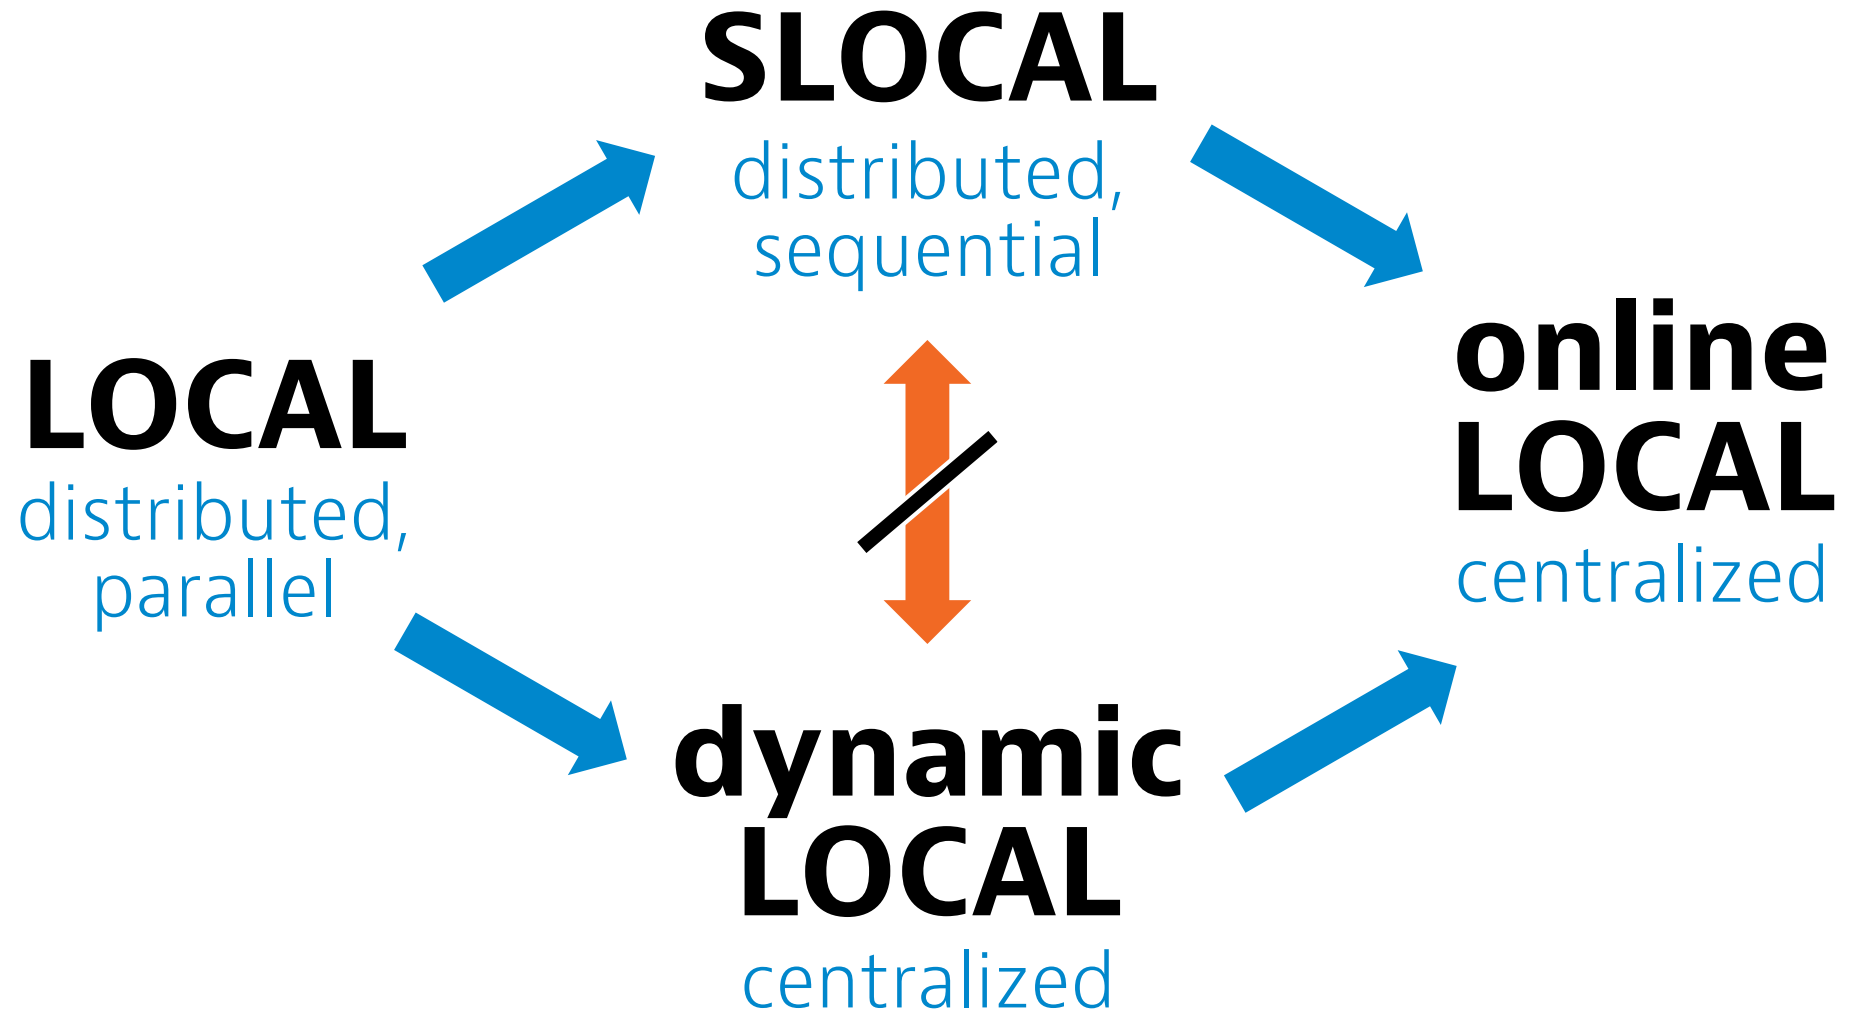 SLOCAL
distributed,
sequential
LOCAL
distributed,
parallel
online
LOCAL
centralized
dynamic
LOCAL
centralized